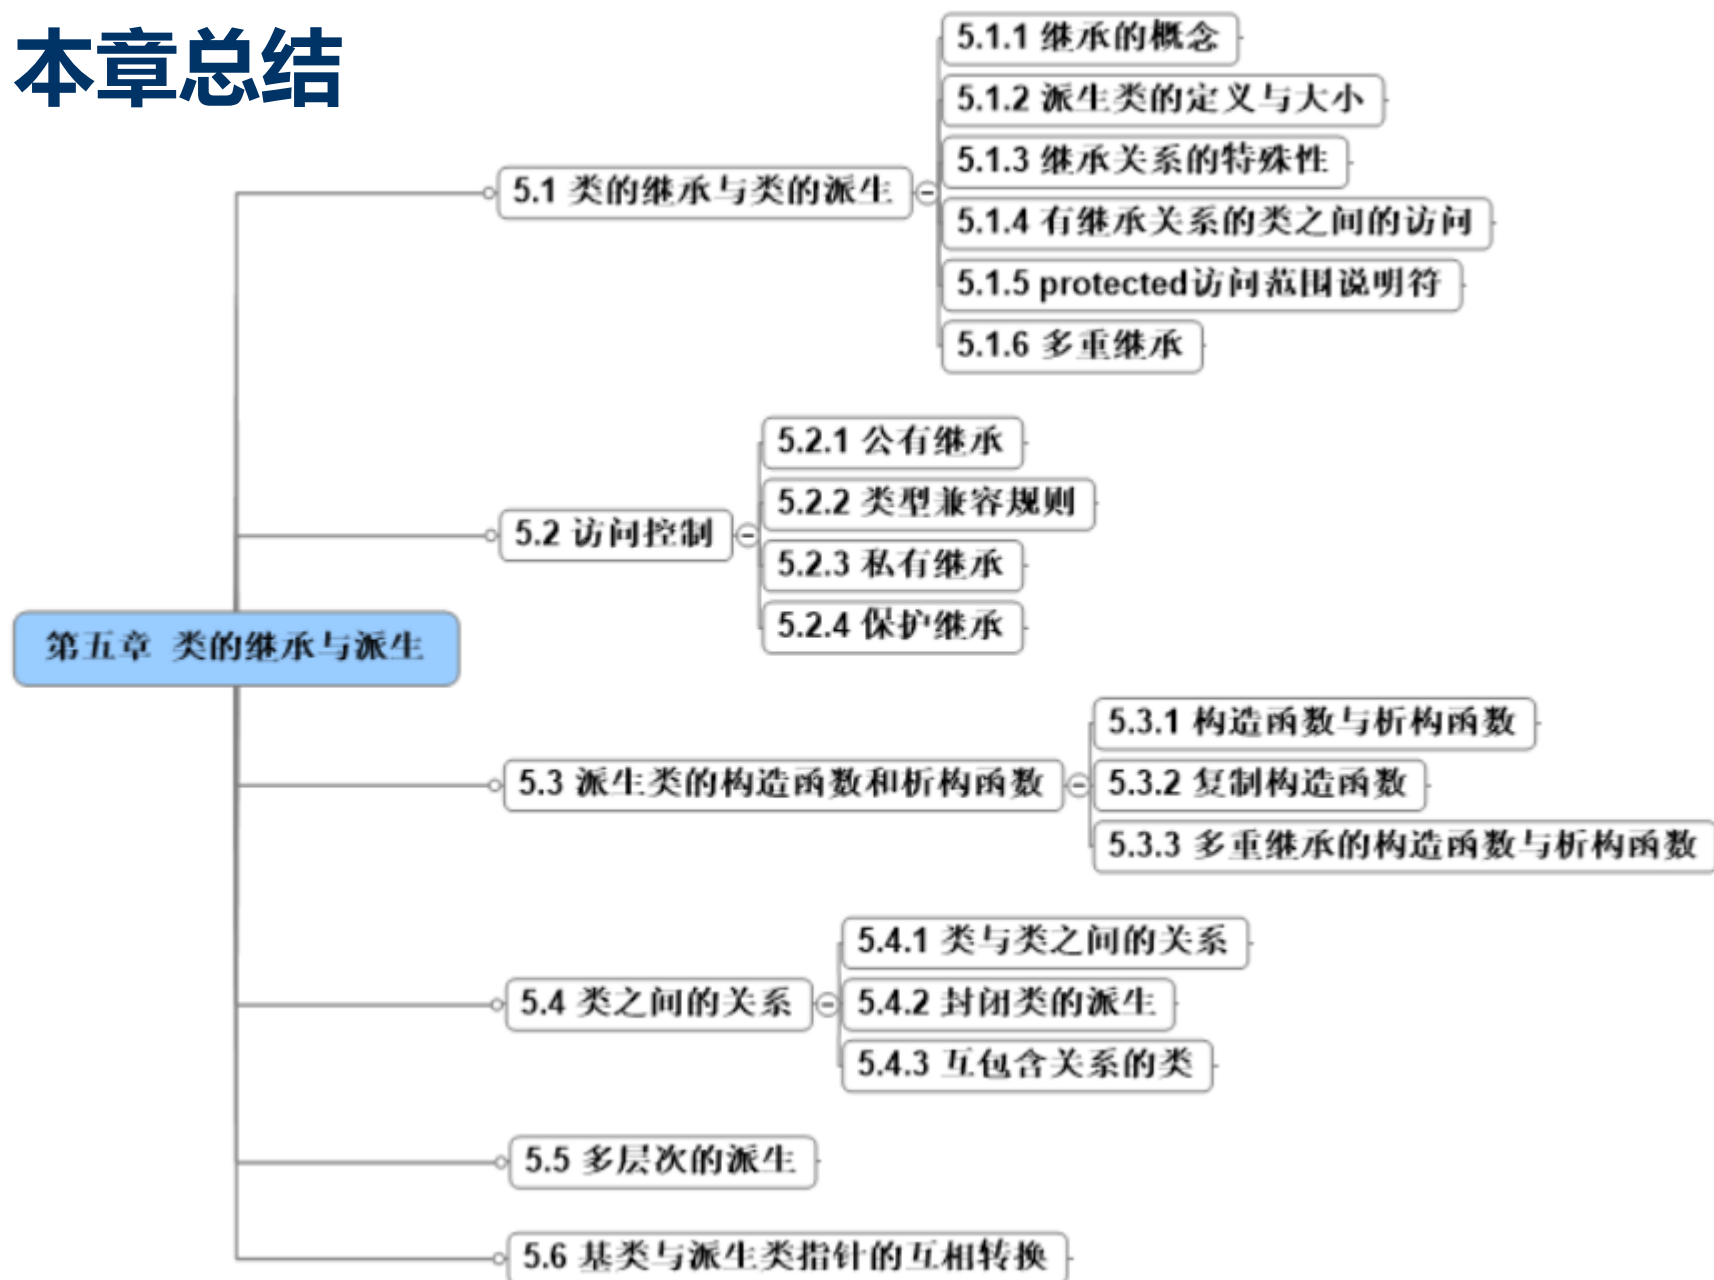 本章总结
第五章 类的继承与派生
5.1 类的继承与类的派生
5.1.1 继承的概念
5.1.2 派生类的定义与大小
5.1.3 继承关系的特殊性
5.1.4 有继承关系的类之间的访问
5.1.5 protected访问范围说明符
5.1.6 多重继承
5.2 访问控制
5.2.1 公有继承
5.2.2 类型兼容规则
5.2.3 私有继承
5.2.4 保护继承
5.3 派生类的构造函数和析构函数
5.3.1 构造函数与析构函数
5.3.2 复制构造函数
5.3.3 多重继承的构造函数与析构函数
5.4 类之间的关系
5.4.1 类与类之间的关系
5.4.2 封闭类的派生
5.4.3 互包含关系的类
5.5 多层次的派生
5.6 基类与派生类指针的互相转换